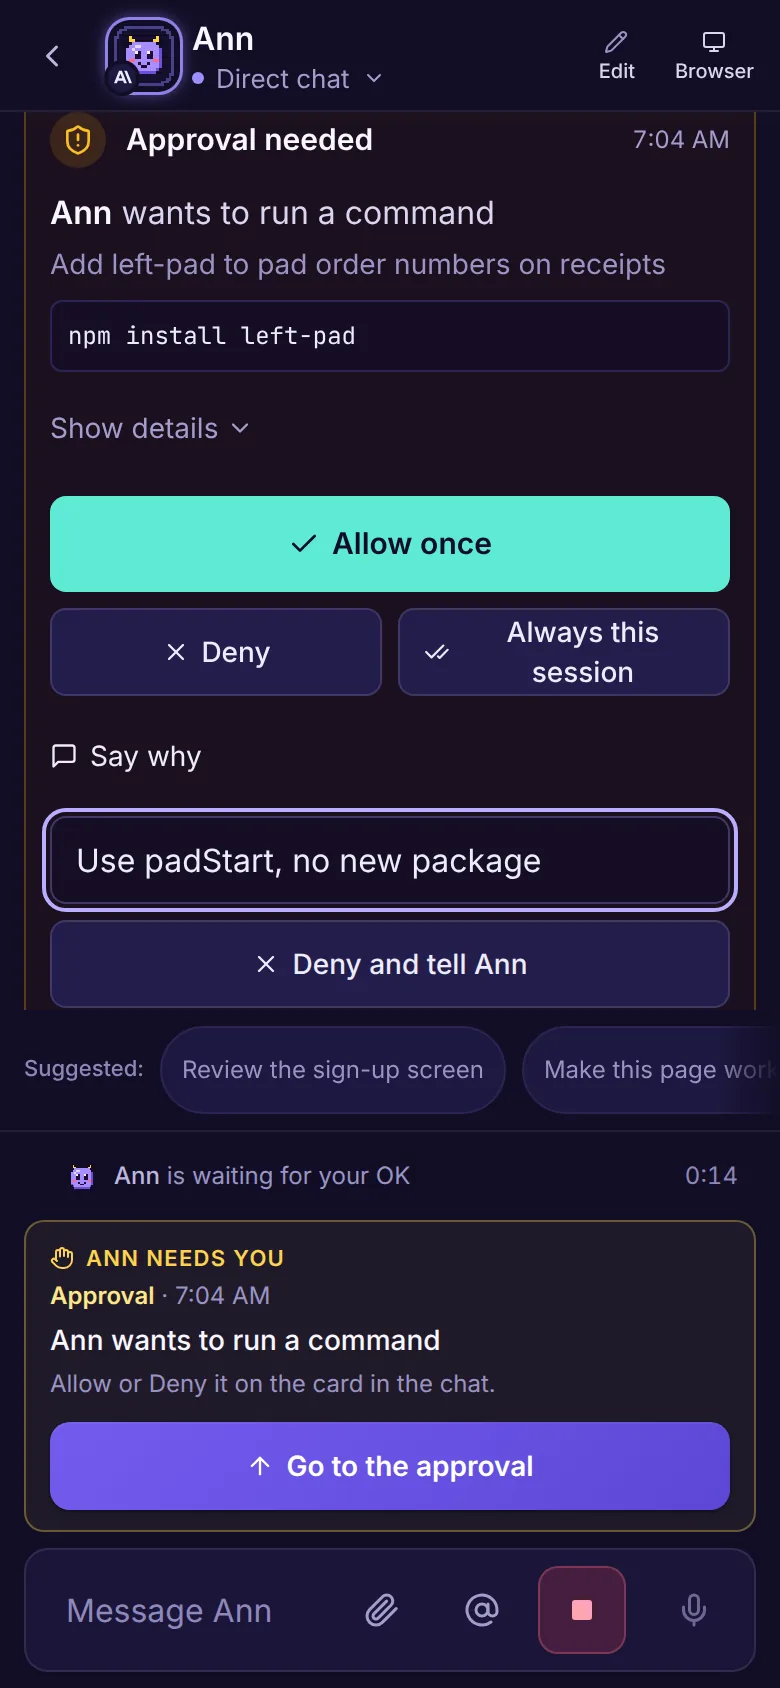 Ann
Direct chat
Edit
Browser
Approval needed
7:04 AM
Ann wants to run a command
Add left-pad to pad order numbers on receipts
npm install left-pad
Show details
Allow once
Deny
Always this
session
Say why
Use padStart, no new package
Deny and tell Ann
Suggested:
Review the sign-up screen
Make this page work
Ann is waiting for your OK
0:14
ANN NEEDS YOU
Approval · 7:04 AM
Ann wants to run a command
Allow or Deny it on the card in the chat.
Go to the approval
Message Ann